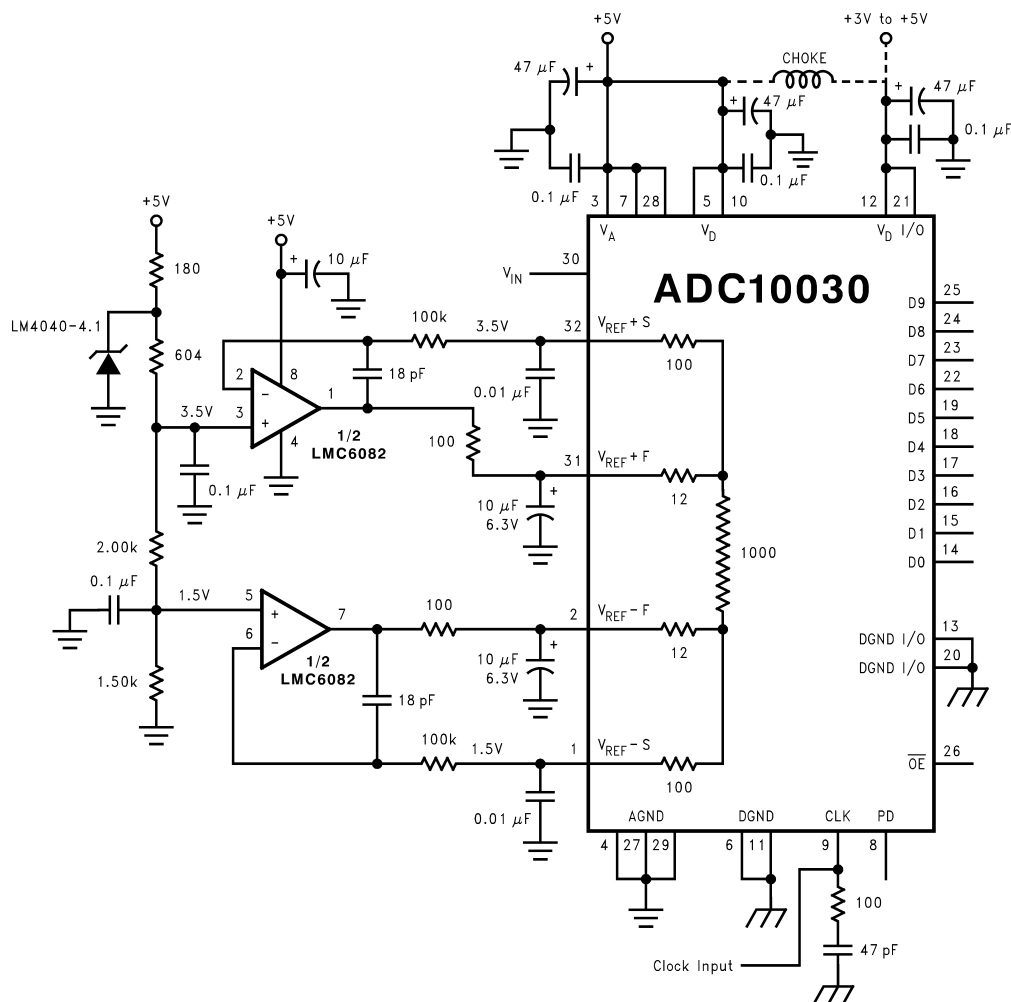 +5V
+3V to +5V
47 µF
+
CHOKE
+
47 µF
+
47 µF
0.1 µF
0.1 µF
0.1 µF
3
7
28
5
10
12
21
V_A
V_D
V_D I/O
+5V
180
LM4040-4.1
604
+5V
+
10 µF
V_IN
30
ADC10030
100k
3.5V
32
V_REF+S
100
18 pF
0.01 µF
2
−
8
1
3.5V
3
+
4
1/2
LMC6082
0.1 µF
100
31
V_REF+F
12
+
10 µF
6.3V
1000
2.00k
0.1 µF
1.5V
5
+
6
−
7
1/2
LMC6082
100
2
V_REF−F
12
+
10 µF
6.3V
1.50k
18 pF
100k
1.5V
1
V_REF−S
100
0.01 µF
D9
25
D8
24
D7
23
D6
22
D5
19
D4
18
D3
17
D2
16
D1
15
D0
14
DGND I/O
13
DGND I/O
20
OE
26
AGND
DGND
CLK
PD
4
27
29
6
11
9
8
100
47 pF
Clock Input